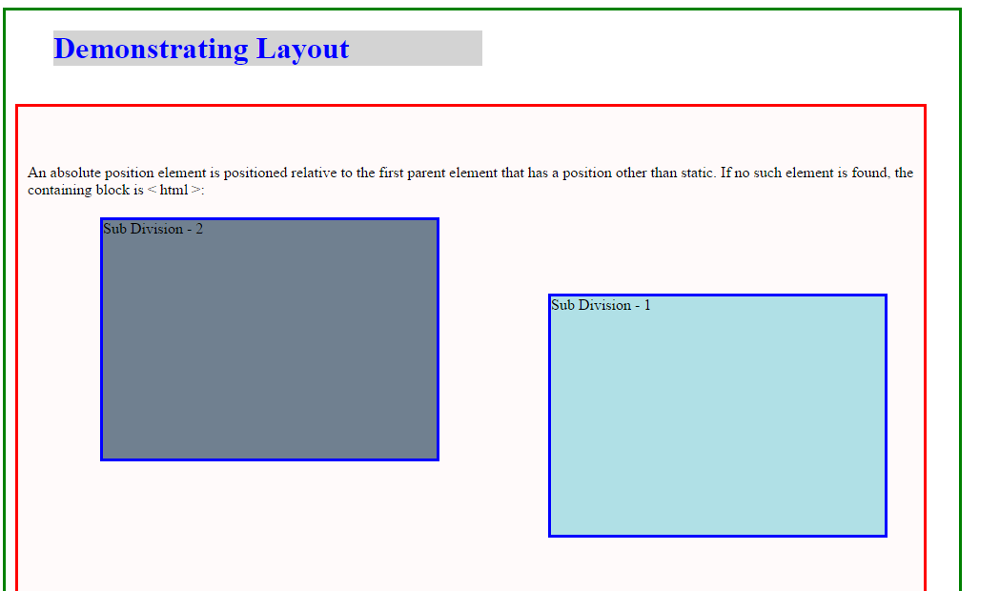 Demonstrating Layout
An absolute position element is positioned relative to the first parent element that has a position other than static. If no such element is found, the
containing block is < html >:
Sub Division - 2
Sub Division - 1